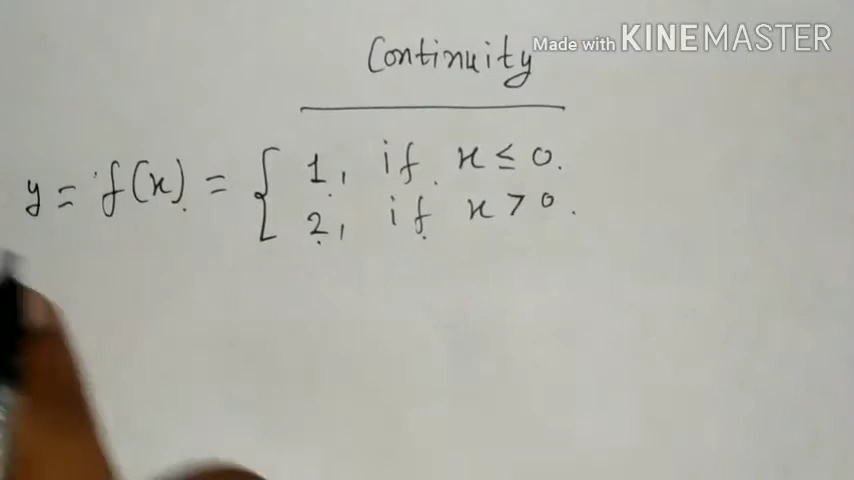 Continuity
Made with KINEMASTER
y = f(x) = { 1, if x ≤ 0.
2, if x > 0.